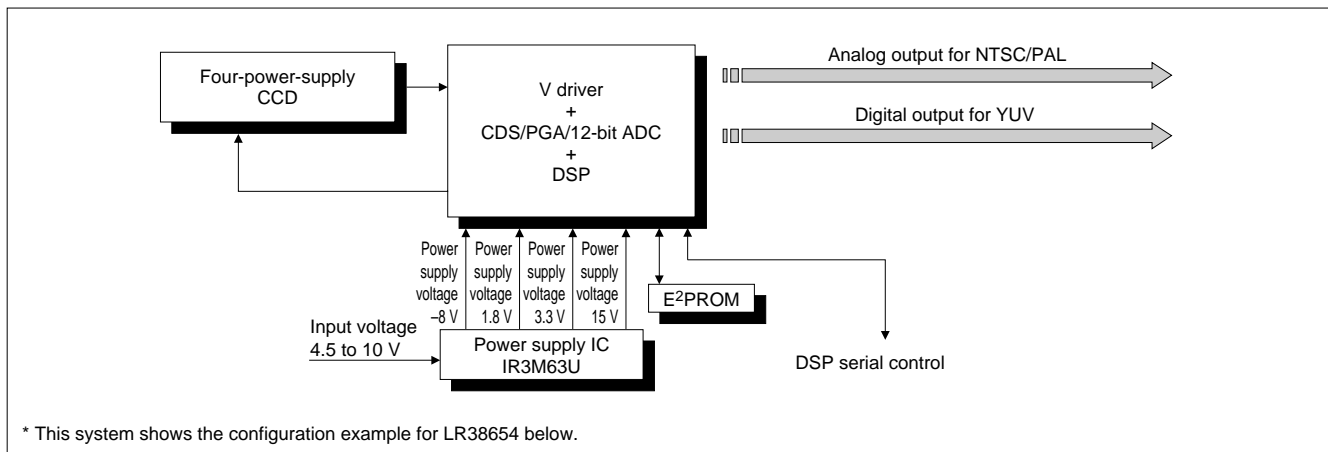 Four-power-supply
CCD
V driver
+
CDS/PGA/12-bit ADC
+
DSP
Analog output for NTSC/PAL
Digital output for YUV
Power
supply
voltage
–8 V
Power
supply
voltage
1.8 V
Power
supply
voltage
3.3 V
Power
supply
voltage
15 V
E²PROM
Input voltage
4.5 to 10 V
Power supply IC
IR3M63U
DSP serial control
* This system shows the configuration example for LR38654 below.